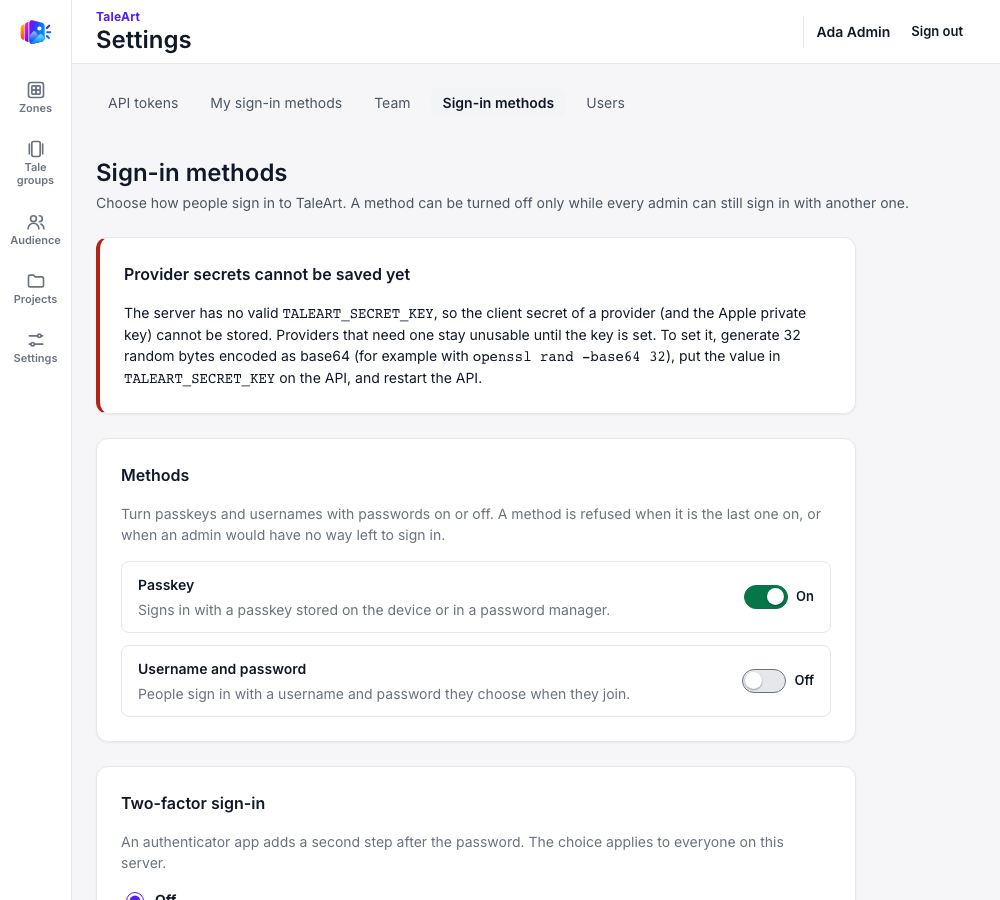 TaleArt
Settings
Ada Admin
Sign out
Zones
Tale
groups
Audience
Projects
Settings
API tokens
My sign-in methods
Team
Sign-in methods
Users
Sign-in methods
Choose how people sign in to TaleArt. A method can be turned off only while every admin can still sign in with another one.
Provider secrets cannot be saved yet
The server has no valid TALEART_SECRET_KEY, so the client secret of a provider (and the Apple private
key) cannot be stored. Providers that need one stay unusable until the key is set. To set it, generate 32
random bytes encoded as base64 (for example with openssl rand -base64 32), put the value in
TALEART_SECRET_KEY on the API, and restart the API.
Methods
Turn passkeys and usernames with passwords on or off. A method is refused when it is the last one on, or
when an admin would have no way left to sign in.
Passkey
Signs in with a passkey stored on the device or in a password manager.
On
Username and password
People sign in with a username and password they choose when they join.
Off
Two-factor sign-in
An authenticator app adds a second step after the password. The choice applies to everyone on this
server.
Off